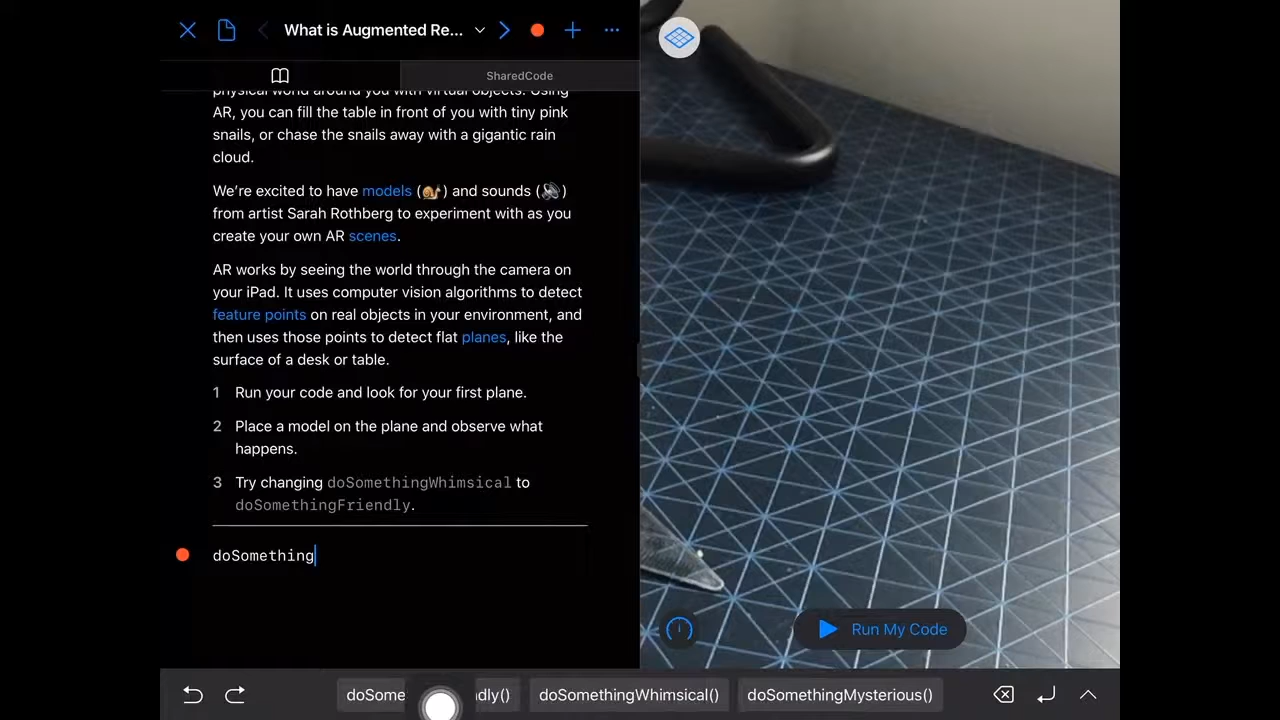 What is Augmented Re...
SharedCode
physical world around you with virtual objects. Using
AR, you can fill the table in front of you with tiny pink
snails, or chase the snails away with a gigantic rain
cloud.
We’re excited to have models (🐌) and sounds (🔊)
from artist Sarah Rothberg to experiment with as you
create your own AR scenes.
AR works by seeing the world through the camera on
your iPad. It uses computer vision algorithms to detect
feature points on real objects in your environment, and
then uses those points to detect flat planes, like the
surface of a desk or table.
1 Run your code and look for your first plane.
2 Place a model on the plane and observe what
happens.
3 Try changing doSomethingWhimsical to
doSomethingFriendly.
doSomething
Run My Code
doSome dly() doSomethingWhimsical() doSomethingMysterious()